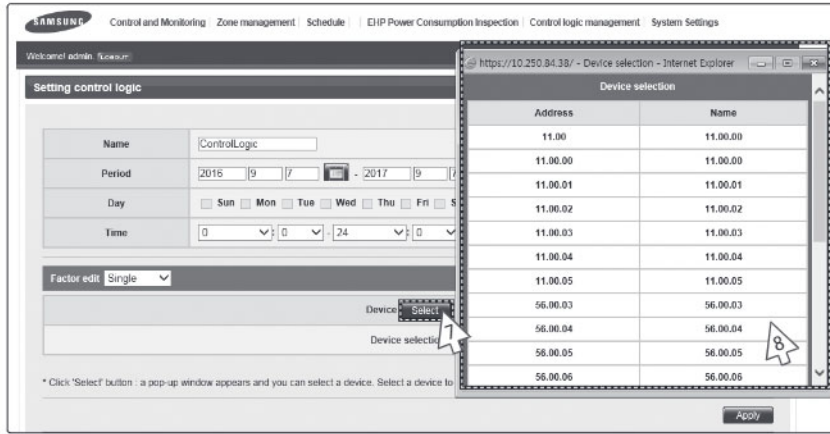 SAMSUNG Control and Monitoring Zone management Schedule EHP Power Consumption Inspection Control logic management System Settings
Welcome! admin.
Setting control logic
Name ControlLogic
Period 2016 9 7 - 2017 9 7
Day Sun Mon Tue Wed Thu Fri S
Time 0 : 0 - 24 : 0
Factor edit Single
Device Select
7
Device selectio
* Click 'Select' button : a pop-up window appears and you can select a device. Select a device to
Apply
https://10.250.84.38/ - Device selection - Internet Explorer
Device selection
Address Name
11.00 11.00.00
11.00.00 11.00.00
11.00.01 11.00.01
11.00.02 11.00.02
11.00.03 11.00.03
11.00.04 11.00.04
11.00.05 11.00.05
56.00.03 56.00.03
56.00.04 56.00.04
56.00.05 56.00.05
8
56.00.06 56.00.06